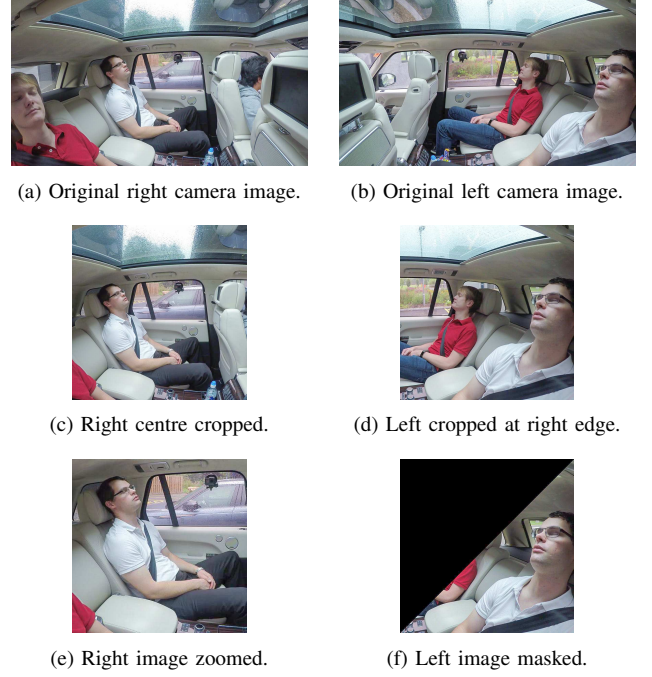 (a) Original right camera image.
(b) Original left camera image.
(c) Right centre cropped.
(d) Left cropped at right edge.
(e) Right image zoomed.
(f) Left image masked.